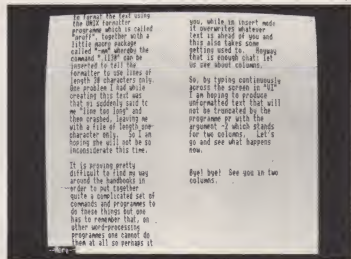 to format the text using
the UNIX formatter
programme which is called
"nroff", together with a
little macro package
called "-mm" whereby the
command ".ll30" can be
inserted to tell the
formatter to use lines of
length 30 characters only.
One problem I had while
creating this text was
that vi suddenly said to
me "line too long" and
then crashed, leaving me
with a file of length one
character only. So I am
hoping she will not be so
inconsiderate this time.
It is proving pretty
difficult to find my way
around the handbooks in
order to put together
quite a complicated set of
commands and programmes to
do these things but one
has to remember that, on
other word-processing
programmes one cannot do
them at all so perhaps it
you, while in insert mode
it overwrites whatever
text is ahead of you and
this also takes some
getting used to. Anyway
that is enough chat: let
us see about columns.
So, by typing continuously
across the screen in "VI"
I am hoping to produce
unformatted text that will
not be truncated by the
programme pr with the
argument -2 which stands
for two columns. Let's
go and see what happens
now.
Bye! bye! See you in two
columns.